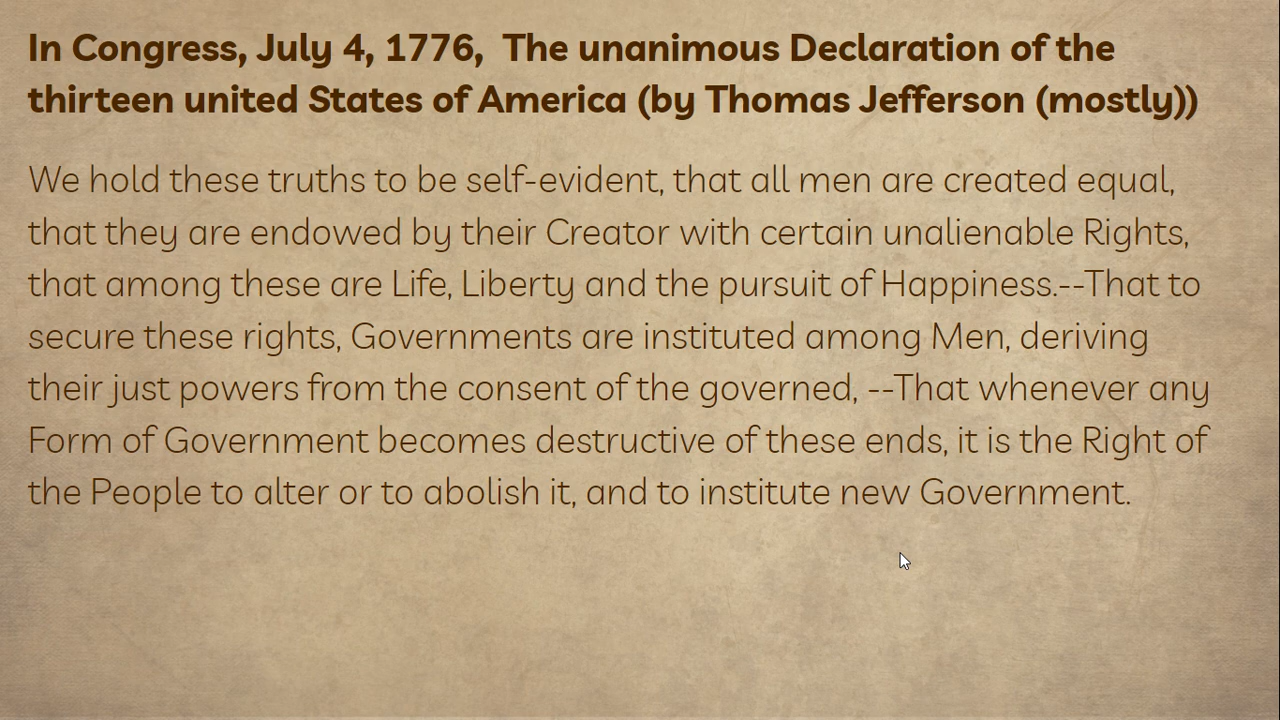 In Congress, July 4, 1776,  The unanimous Declaration of the
thirteen united States of America (by Thomas Jefferson (mostly))
We hold these truths to be self-evident, that all men are created equal,
that they are endowed by their Creator with certain unalienable Rights,
that among these are Life, Liberty and the pursuit of Happiness.--That to
secure these rights, Governments are instituted among Men, deriving
their just powers from the consent of the governed, --That whenever any
Form of Government becomes destructive of these ends, it is the Right of
the People to alter or to abolish it, and to institute new Government.